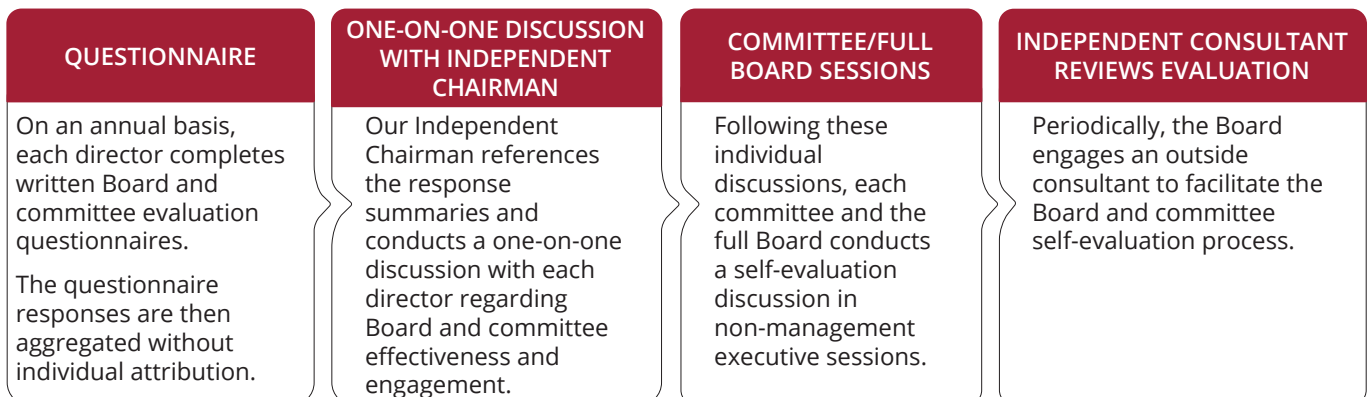 QUESTIONNAIRE
On an annual basis,
each director completes
written Board and
committee evaluation
questionnaires.
The questionnaire
responses are then
aggregated without
individual attribution.
ONE-ON-ONE DISCUSSION
WITH INDEPENDENT
CHAIRMAN
Our Independent
Chairman references
the response
summaries and
conducts a one-on-one
discussion with each
director regarding
Board and committee
effectiveness and
engagement.
COMMITTEE/FULL
BOARD SESSIONS
Following these
individual
discussions, each
committee and the
full Board conducts
a self-evaluation
discussion in
non-management
executive sessions.
INDEPENDENT CONSULTANT
REVIEWS EVALUATION
Periodically, the Board
engages an outside
consultant to facilitate the
Board and committee
self-evaluation process.